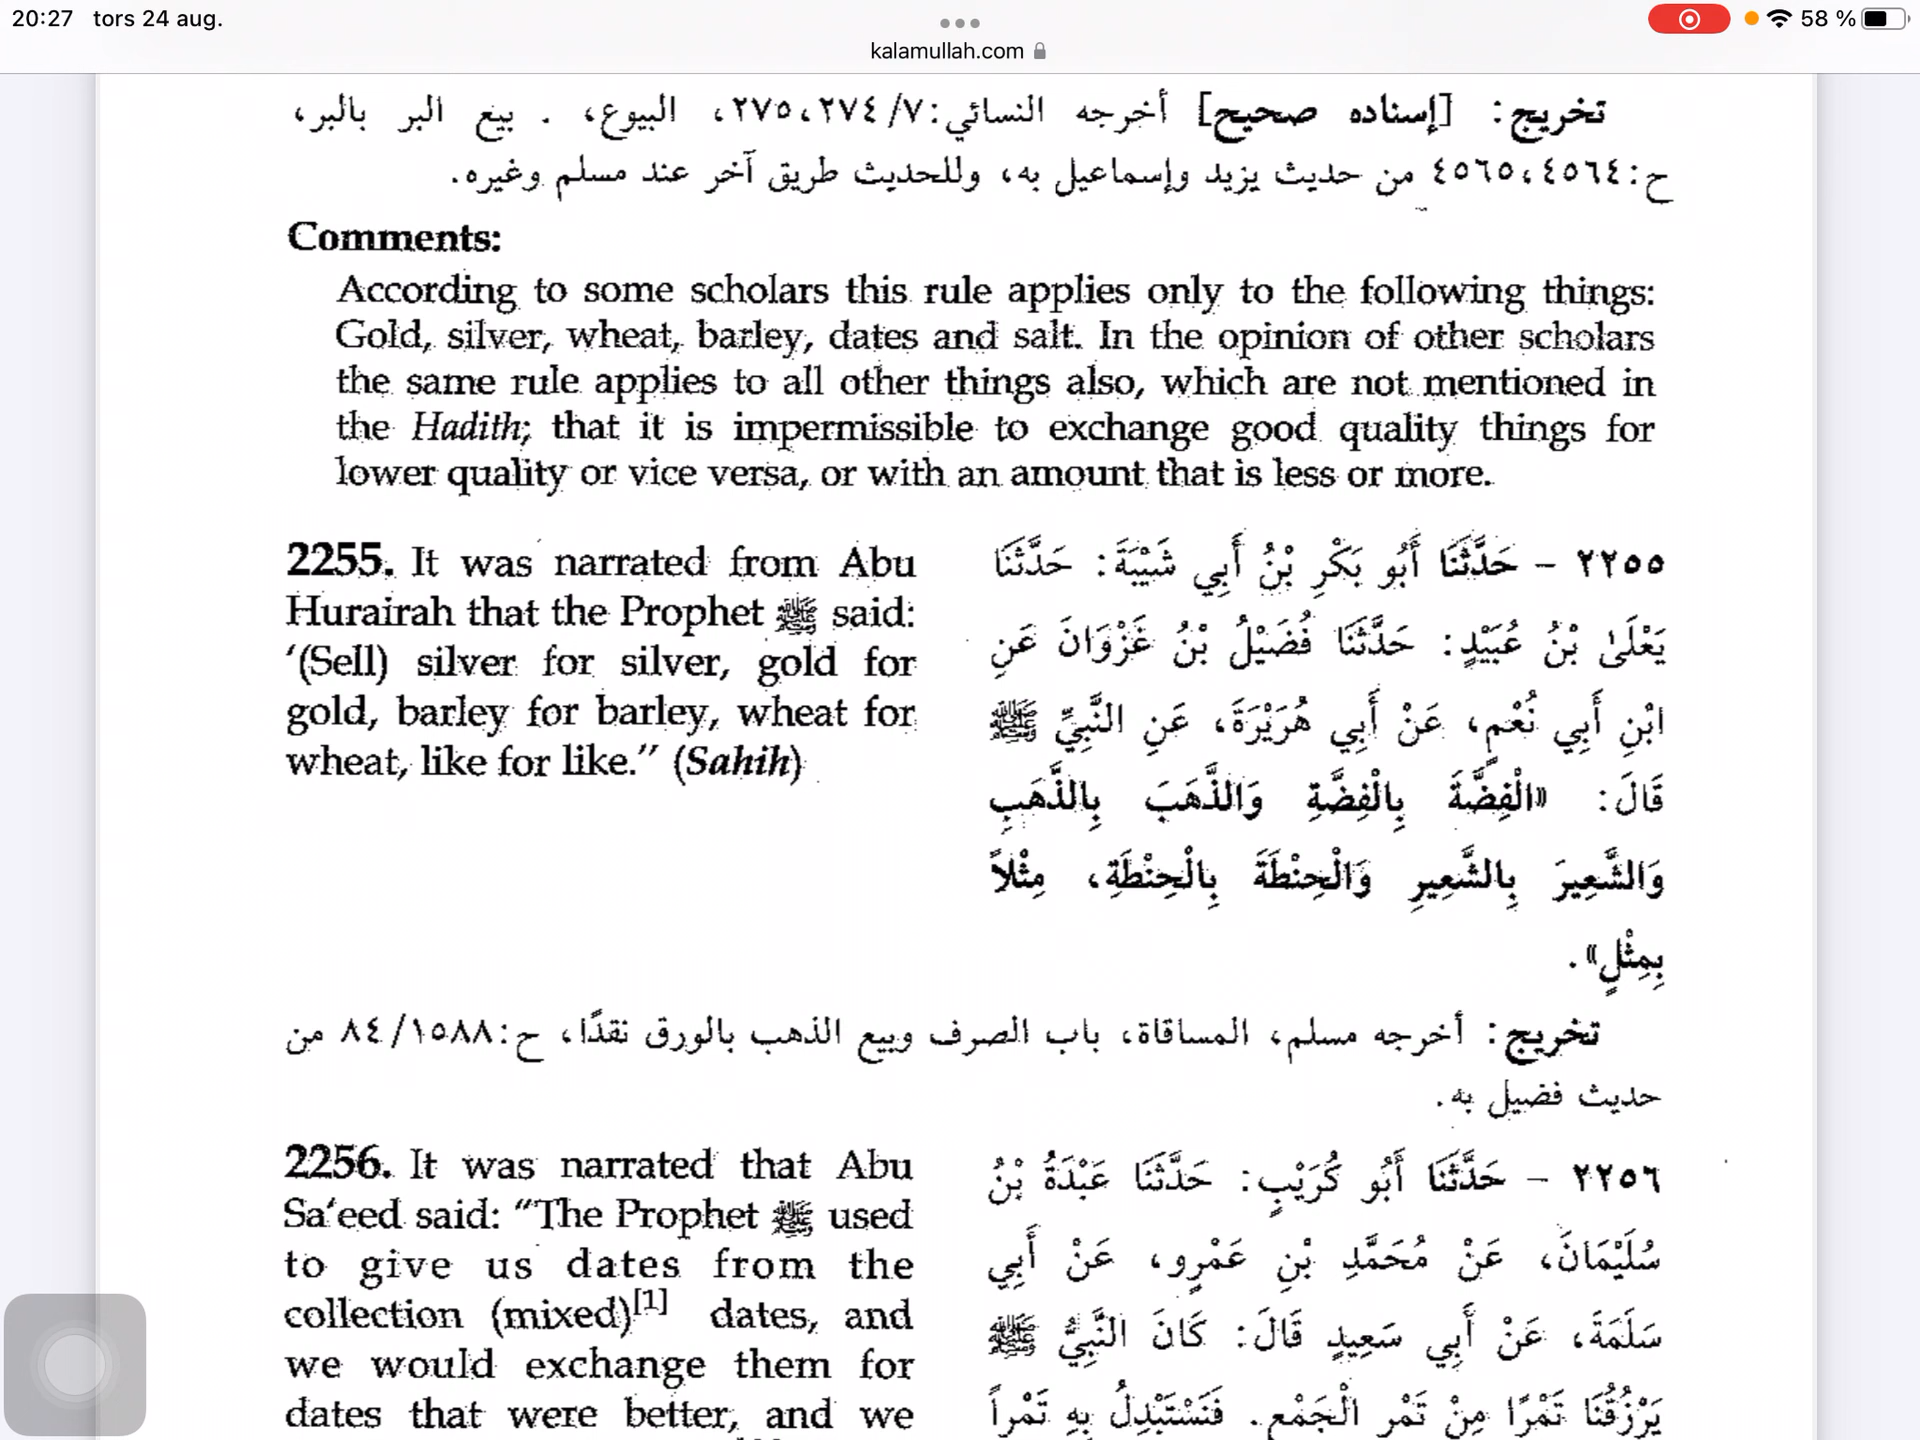 20:27 tors 24 aug.
58 %
kalamullah.com
تخريج: [إسناده صحيح] أخرجه النسائي:٧/ ٢٧٤،٢٧٥، البيوع، . بيع البر بالبر،
ح:٤٥٦٤،٤٥٦٥ من حديث يزيد وإسماعيل به، وللحديث طريق آخر عند مسلم وغيره.
Comments:
According to some scholars this rule applies only to the following things:
Gold, silver, wheat, barley, dates and salt. In the opinion of other scholars
the same rule applies to all other things also, which are not mentioned in
the Hadith; that it is impermissible to exchange good quality things for
lower quality or vice versa, or with an amount that is less or more.
2255. It was narrated from Abu
Hurairah that the Prophet ﷺ said:
‘(Sell) silver for silver, gold for
gold, barley for barley, wheat for
wheat, like for like.” (Sahih)
٢٢٥٥ - حَدَّثَنَا أَبُو بَكْرِ بْنُ أَبِي شَيْبَةَ: حَدَّثَنَا
يَعْلَىٰ بْنُ عُبَيْدٍ: حَدَّثَنَا فُضَيْلُ بْنُ غَزْوَانَ عَنِ
ابْنِ أَبِي نُعْمٍ، عَنْ أَبِي هُرَيْرَةَ، عَنِ النَّبِيِّ ﷺ
قَالَ: «الْفِضَّةَ بِالْفِضَّةِ وَالذَّهَبَ بِالذَّهَبِ
وَالشَّعِيرَ بِالشَّعِيرِ وَالْحِنْطَةَ بِالْحِنْطَةِ، مِثْلاً
بِمِثْلٍ».
تخريج: أخرجه مسلم، المساقاة، باب الصرف وبيع الذهب بالورق نقدًا، ح:١٥٨٨/ ٨٤ من
حديث فضيل به.
2256. It was narrated that Abu
Sa‘eed said: “The Prophet ﷺ used
to give us dates from the
collection (mixed)[1] dates, and
we would exchange them for
dates that were better, and we
٢٢٥٦ - حَدَّثَنَا أَبُو كُرَيْبٍ: حَدَّثَنَا عَبْدَةُ بْنُ
سُلَيْمَانَ، عَنْ مُحَمَّدِ بْنِ عَمْرٍو، عَنْ أَبِي
سَلَمَةَ، عَنْ أَبِي سَعِيدٍ قَالَ: كَانَ النَّبِيُّ ﷺ
يَرْزُقُنَا تَمْرًا مِنْ تَمْرِ الْجَمْعِ. فَنَسْتَبْدِلُ بِهِ تَمْراً